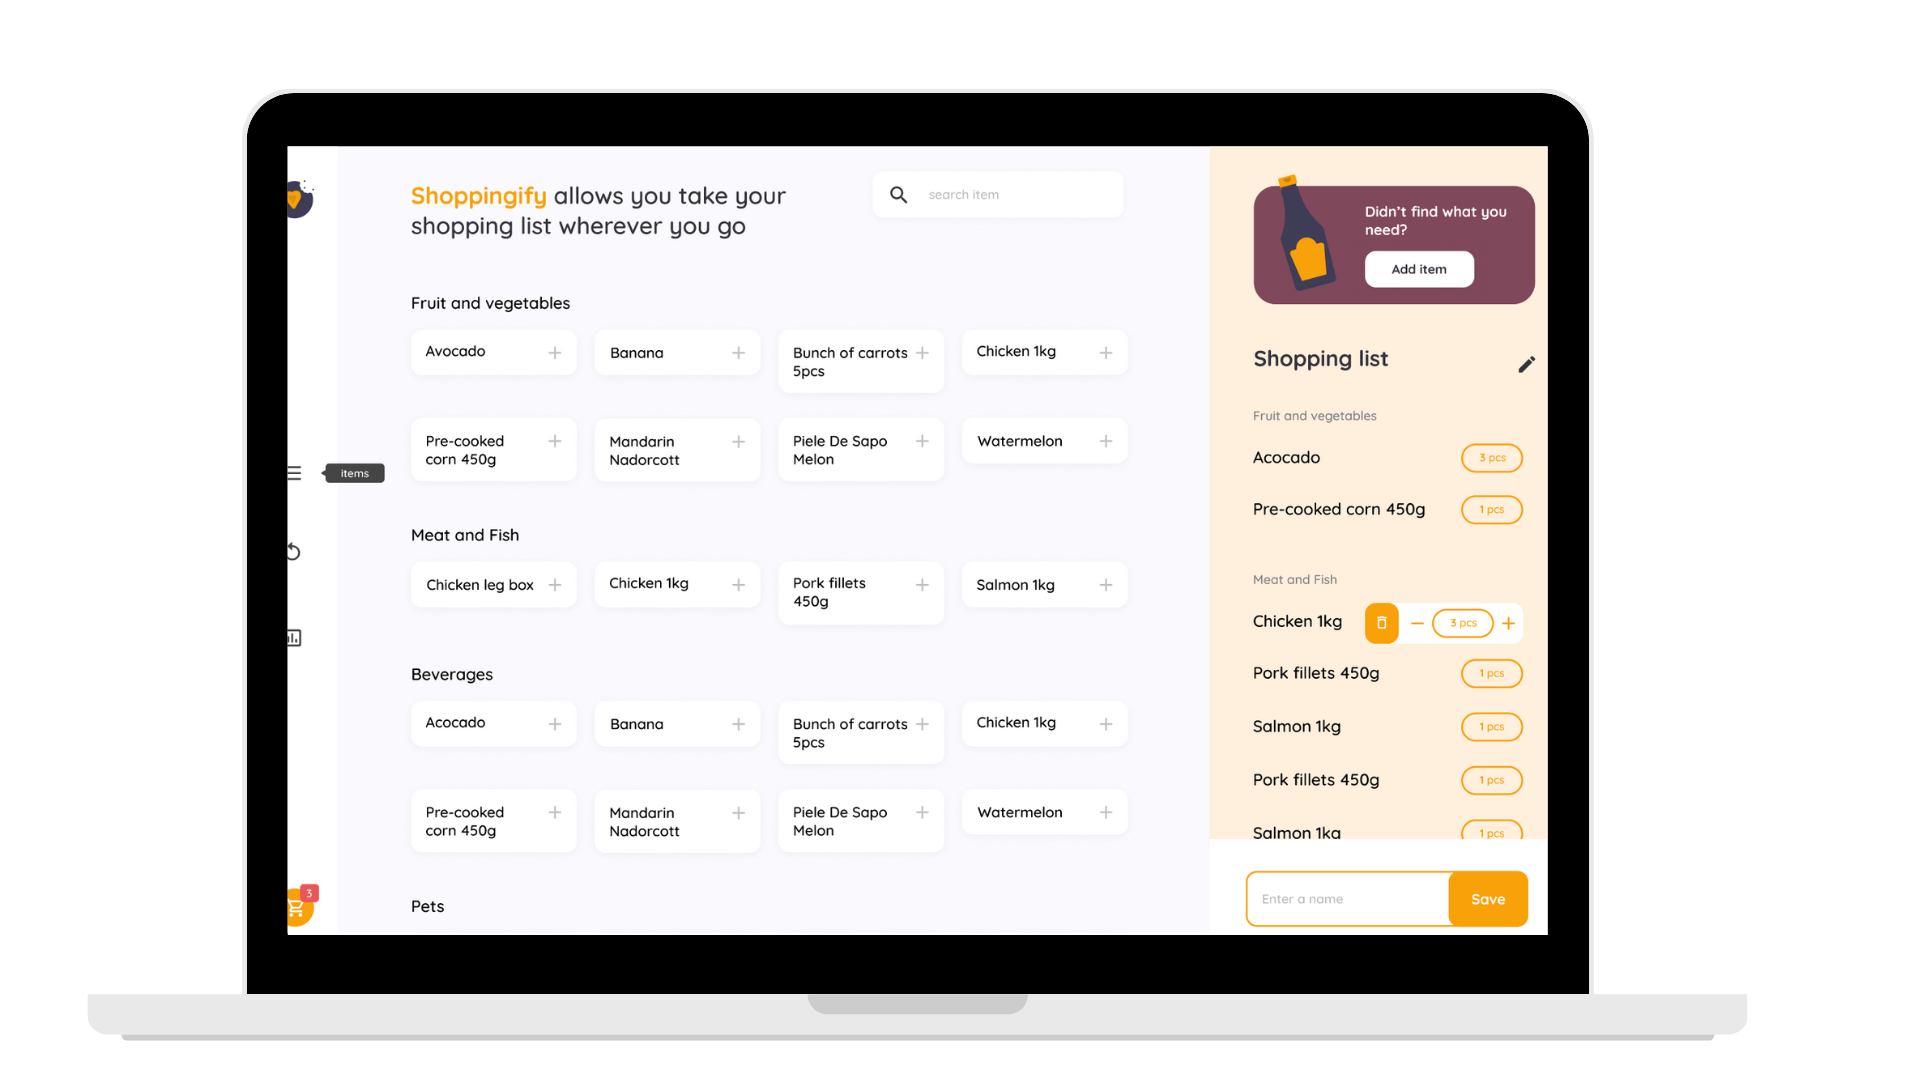 Shoppingify allows you take your
shopping list wherever you go
search item
Fruit and vegetables
Avocado
Banana
Bunch of carrots
5pcs
Chicken 1kg
Pre-cooked
corn 450g
Mandarin
Nadorcott
Piele De Sapo
Melon
Watermelon
items
Meat and Fish
Chicken leg box
Chicken 1kg
Pork fillets
450g
Salmon 1kg
Beverages
Acocado
Banana
Bunch of carrots
5pcs
Chicken 1kg
Pre-cooked
corn 450g
Mandarin
Nadorcott
Piele De Sapo
Melon
Watermelon
Pets
3
Didn't find what you
need?
Add item
Shopping list
Fruit and vegetables
Acocado 3 pcs
Pre-cooked corn 450g 1 pcs
Meat and Fish
Chicken 1kg 3 pcs
Pork fillets 450g 1 pcs
Salmon 1kg 1 pcs
Pork fillets 450g 1 pcs
Salmon 1kg 1 pcs
Enter a name
Save